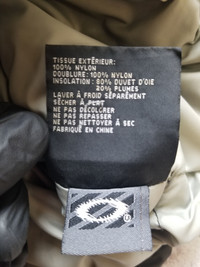 TISSUE EXTÉRIEUR:
100% NYLON
DOUBLURE: 100% NYLON
INSOLATION: 80% DUVET D'OIE
20% PLUMES
LAVER À FROID SÉPARÉMENT
SÉCHER À PLAT
NE PAS DÉCOLORER
NE PAS REPASSER
NE PAS NETTOYER À SEC
FABRIQUÉ EN CHINE